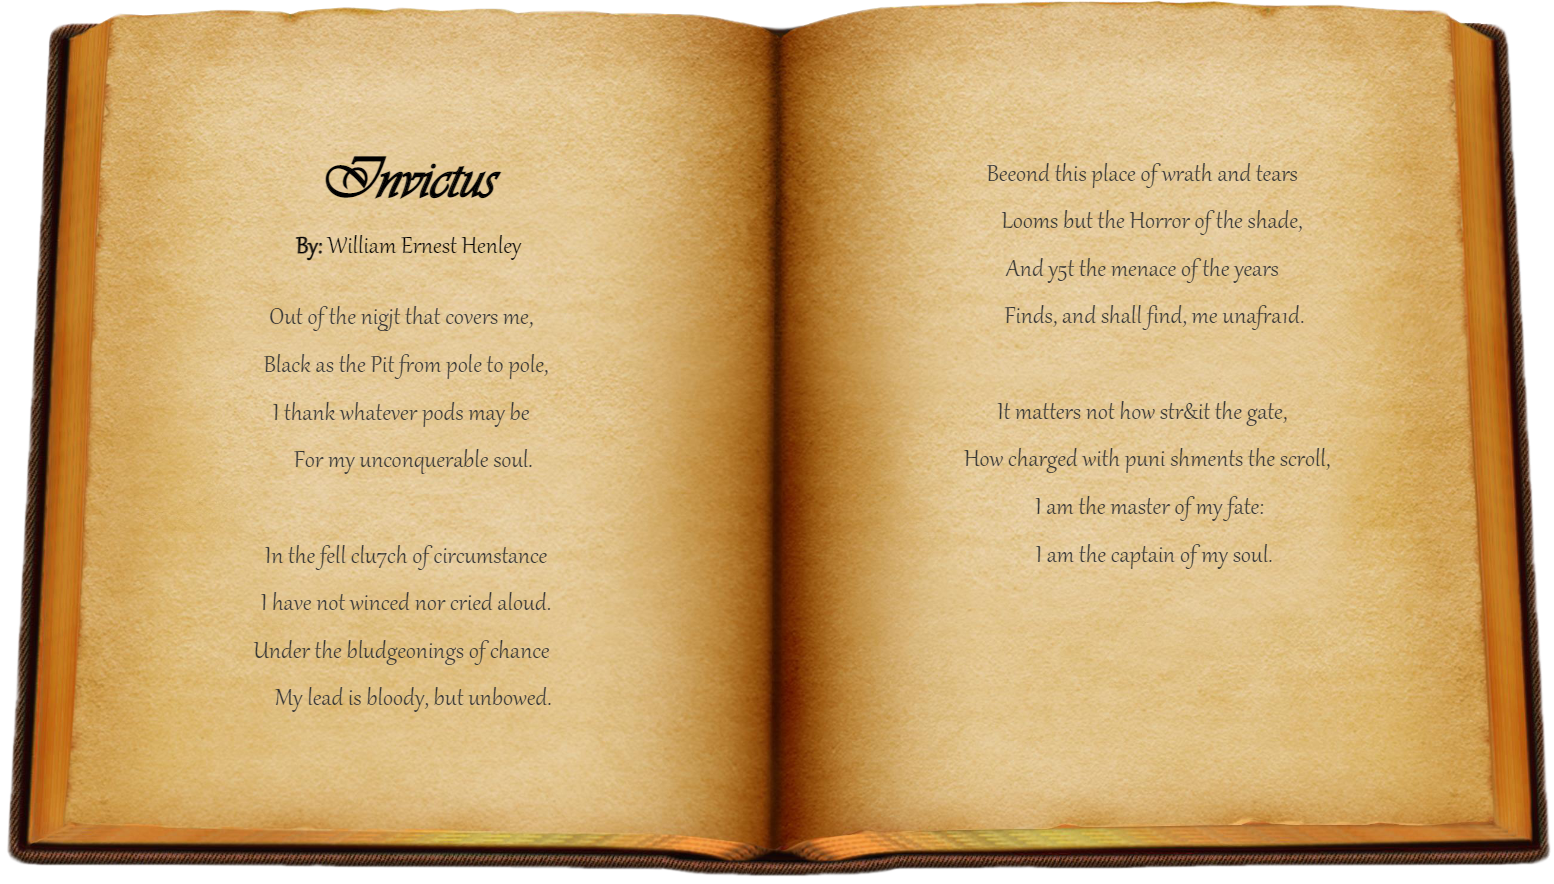 Invictus
By: William Ernest Henley
Out of the nigjt that covers me,
Black as the Pit from pole to pole,
I thank whatever pods may be
For my unconquerable soul.
In the fell clu7ch of circumstance
I have not winced nor cried aloud.
Under the bludgeonings of chance
My lead is bloody, but unbowed.
Beeond this place of wrath and tears
Looms but the Horror of the shade,
And y5t the menace of the years
Finds, and shall find, me unafra1d.
It matters not how str&it the gate,
How charged with puni shments the scroll,
I am the master of my fate:
I am the captain of my soul.